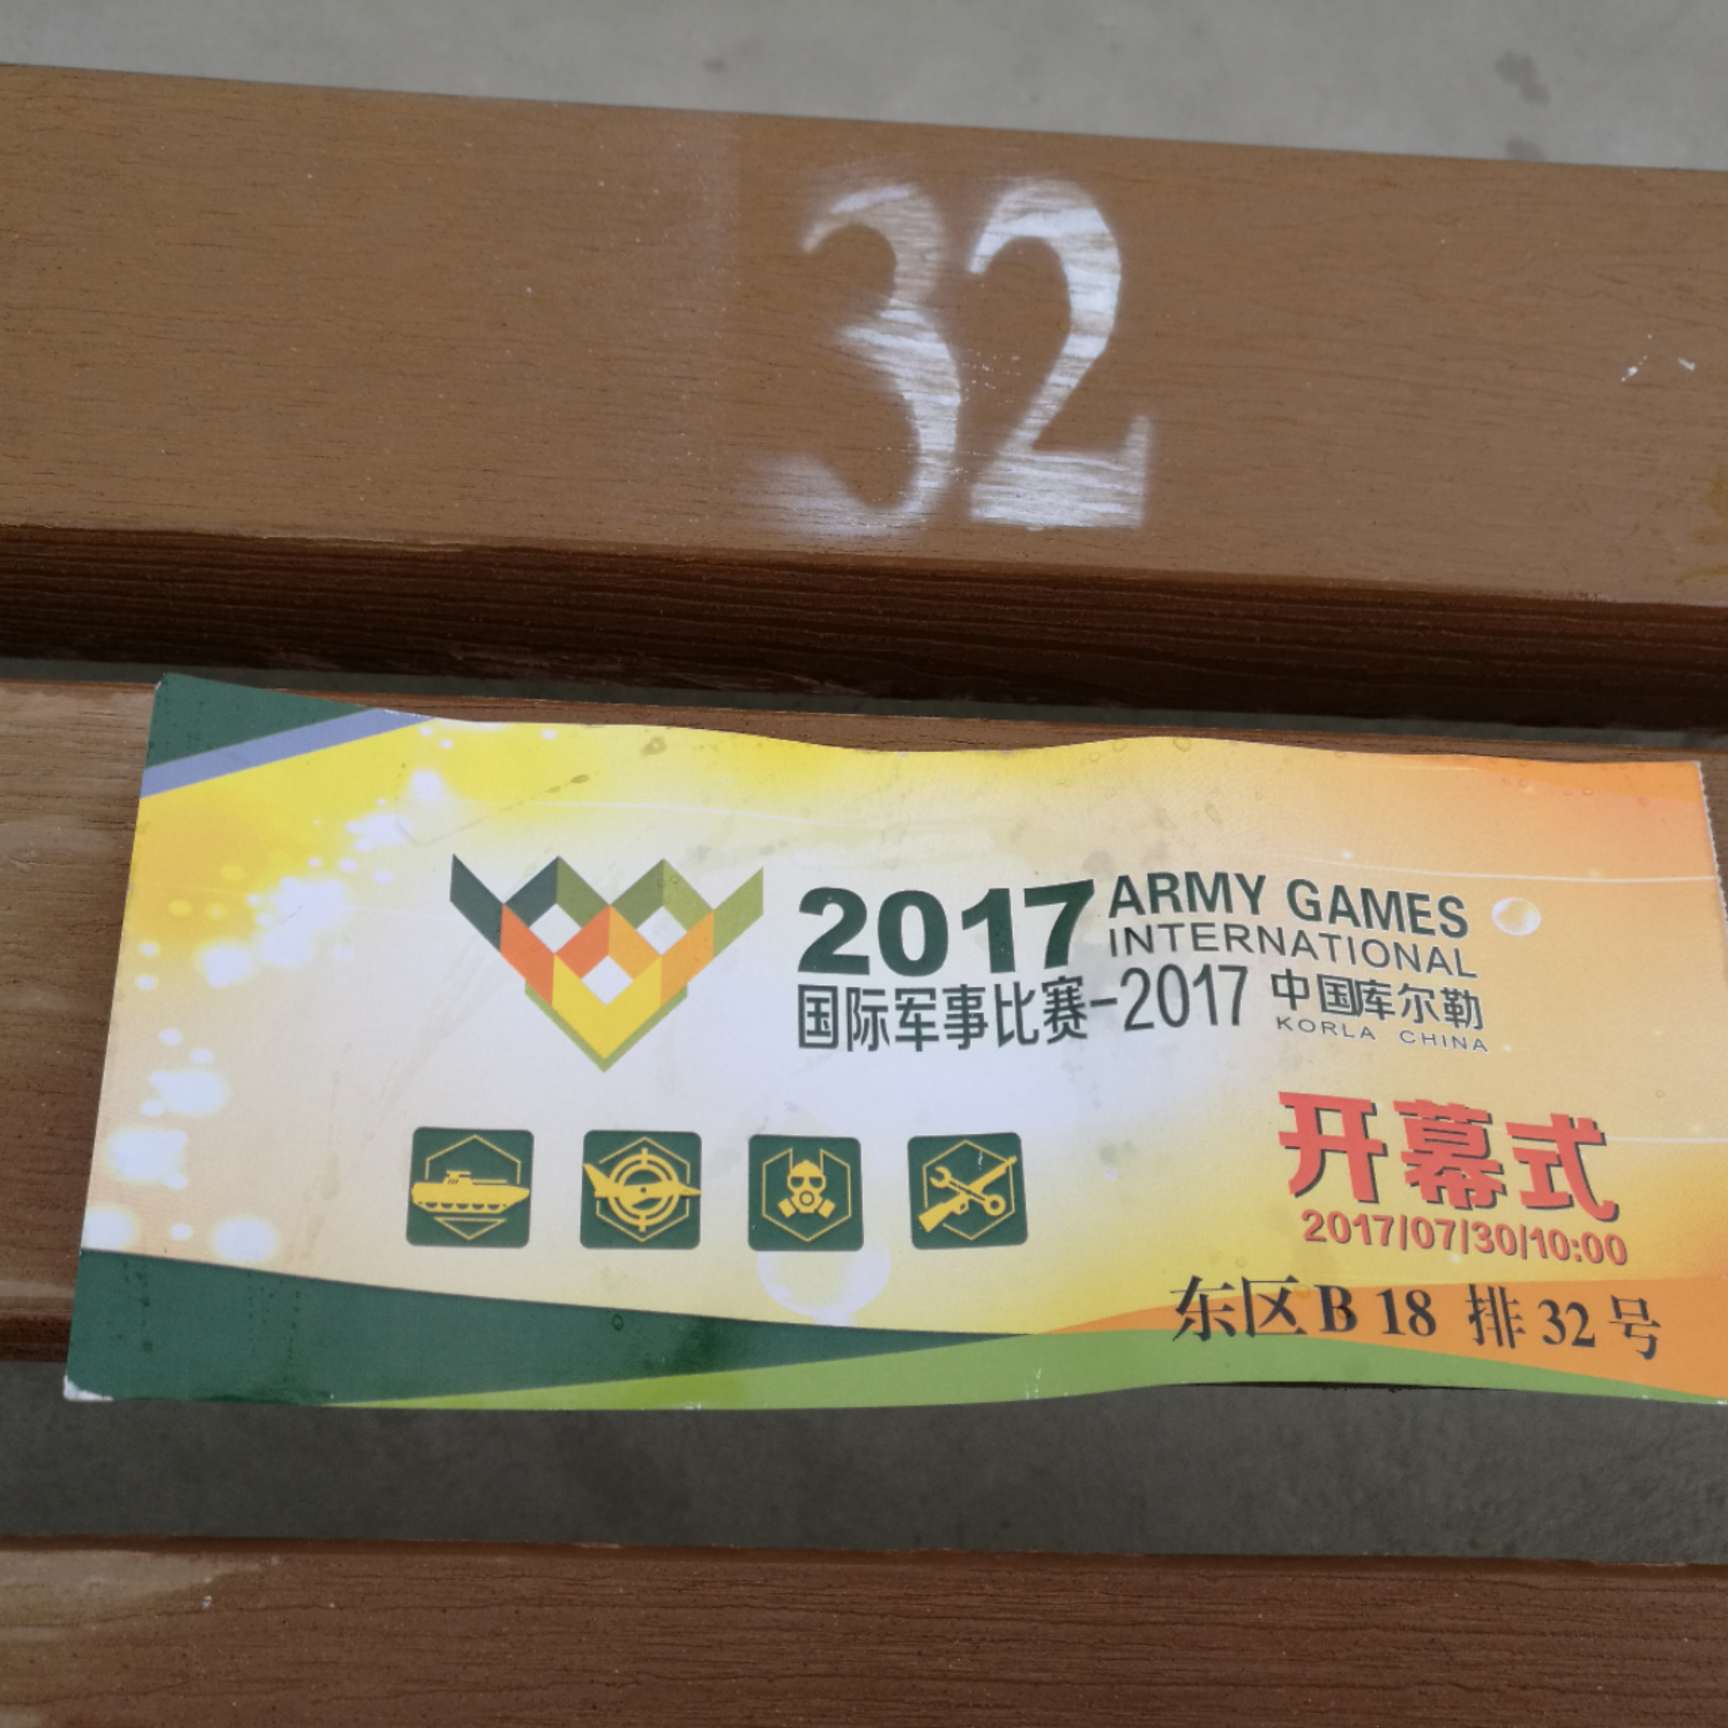 32
2017 ARMY GAMES
INTERNATIONAL
国际军事比赛-2017 中国库尔勒
KORLA CHINA
开幕式
2017/07/30/10:00
东区 B 18 排 32 号